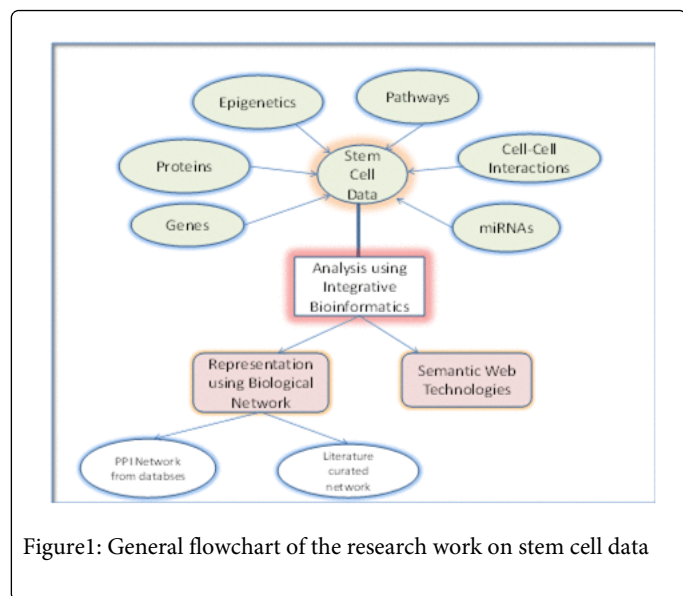 Epigenetics
Pathways
Proteins
Stem
Cell
Data
Cell-Cell
Interactions
Genes
miRNAs
Analysis using
Integrative
Bioinformatics
Representation
using Biological
Network
Semantic Web
Technologies
PPI Network
from databses
Literature
curated
network
Figure1: General flowchart of the research work on stem cell data